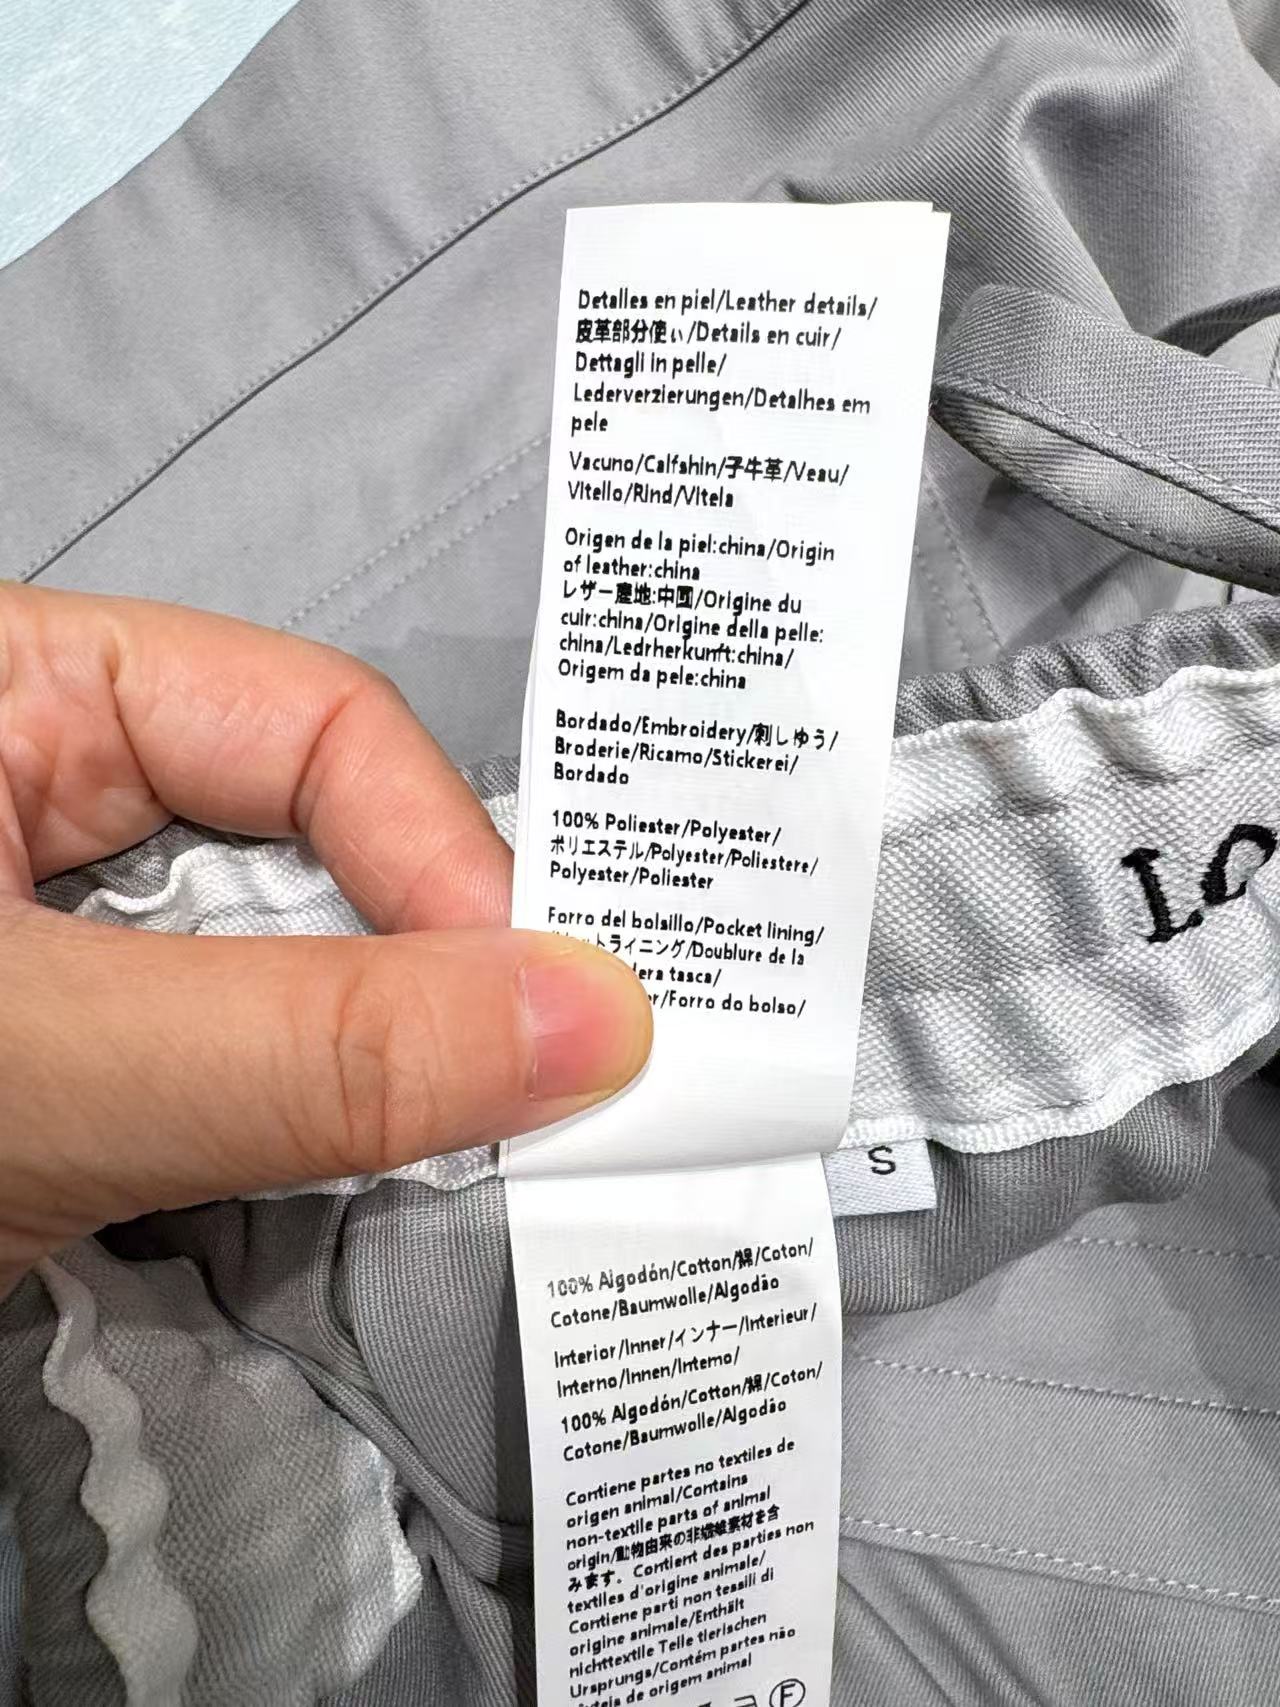 Detalles en piel/Leather details/
皮革部分使い/Details en cuir/
Dettagli in pelle/
Lederverzierungen/Detalhes em
pele
Vacuno/Calfshin/子牛革/Veau/
Vitello/Rind/Vitela
Origen de la piel:china/Origin
of leather:china
レザー産地:中国/Origine du
cuir:china/Origine della pelle:
china/Ledrherkunft:china/
Origem da pele:china
Bordado/Embroidery/刺しゅう/
Broderie/Ricamo/Stickerei/
Bordado
100% Poliester/Polyester/
ポリエステル/Polyester/Poliestere/
Polyester/Poliester
Forro del bolsillo/Pocket lining/
トライニング/Doublure de la
dera tasca/
r/Forro do bolso/
Lo
S
100% Algodón/Cotton/綿/Coton/
Cotone/Baumwolle/Algodão
Interior/Inner/インナー/Interieur/
Interno/Innen/Interno/
100% Algodón/Cotton/綿/Coton/
Cotone/Baumwolle/Algodão
Contiene partes no textiles de
origen animal/Contains
non-textile parts of animal
origin/動物由来の非繊維素材を含
みます。Contient des parties non
textiles d'origine animale/
Contiene parti non tessili di
origine animale/Enthält
nichttextile Teile tierischen
Ursprungs/Contém partes não
têxteis de origem animal
F